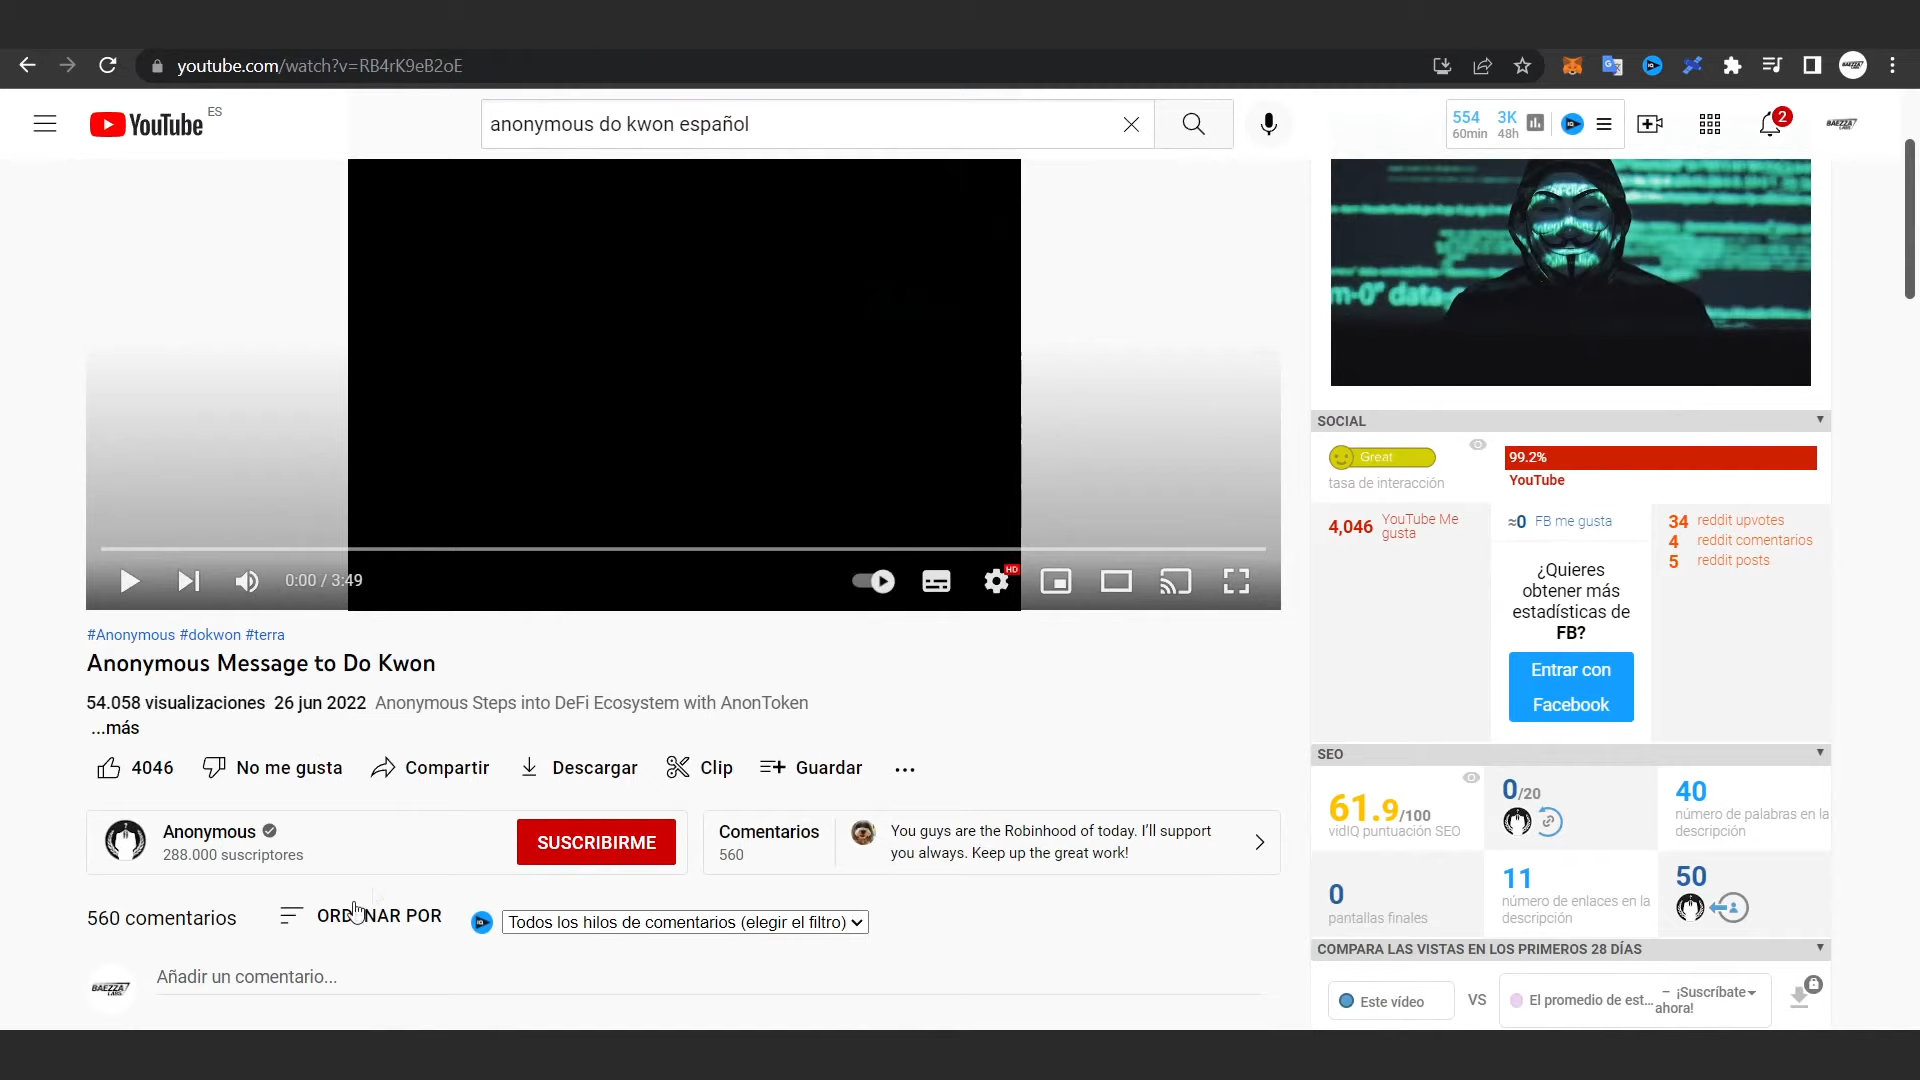 youtube.com/watch?v=RB4rK9eB2oE
YouTube ES
anonymous do kwon español
554 60min
3K 48h
2
BAEZZA
m-0" data-
SOCIAL
Great
tasa de interacción
99.2%
YouTube
4,046 YouTube Me gusta
≈0 FB me gusta
34 reddit upvotes
4 reddit comentarios
5 reddit posts
¿Quieres
obtener más
estadísticas de
FB?
Entrar con
Facebook
0:00 / 3:49
HD
#Anonymous #dokwon #terra
Anonymous Message to Do Kwon
54.058 visualizaciones 26 jun 2022 Anonymous Steps into DeFi Ecosystem with AnonToken
...más
4046 No me gusta Compartir Descargar Clip Guardar
Anonymous
288.000 suscriptores
SUSCRIBIRME
Comentarios
560
You guys are the Robinhood of today. I'll support
you always. Keep up the great work!
560 comentarios ORDENAR POR Todos los hilos de comentarios (elegir el filtro)
BAEZZA
LABS
Añadir un comentario...
SEO
61.9/100
vidIQ puntuación SEO
0/20
40
número de palabras en la
descripción
0
pantallas finales
11
número de enlaces en la
descripción
50
COMPARA LAS VISTAS EN LOS PRIMEROS 28 DÍAS
Este vídeo VS El promedio de est... – ¡Suscríbate
ahora!